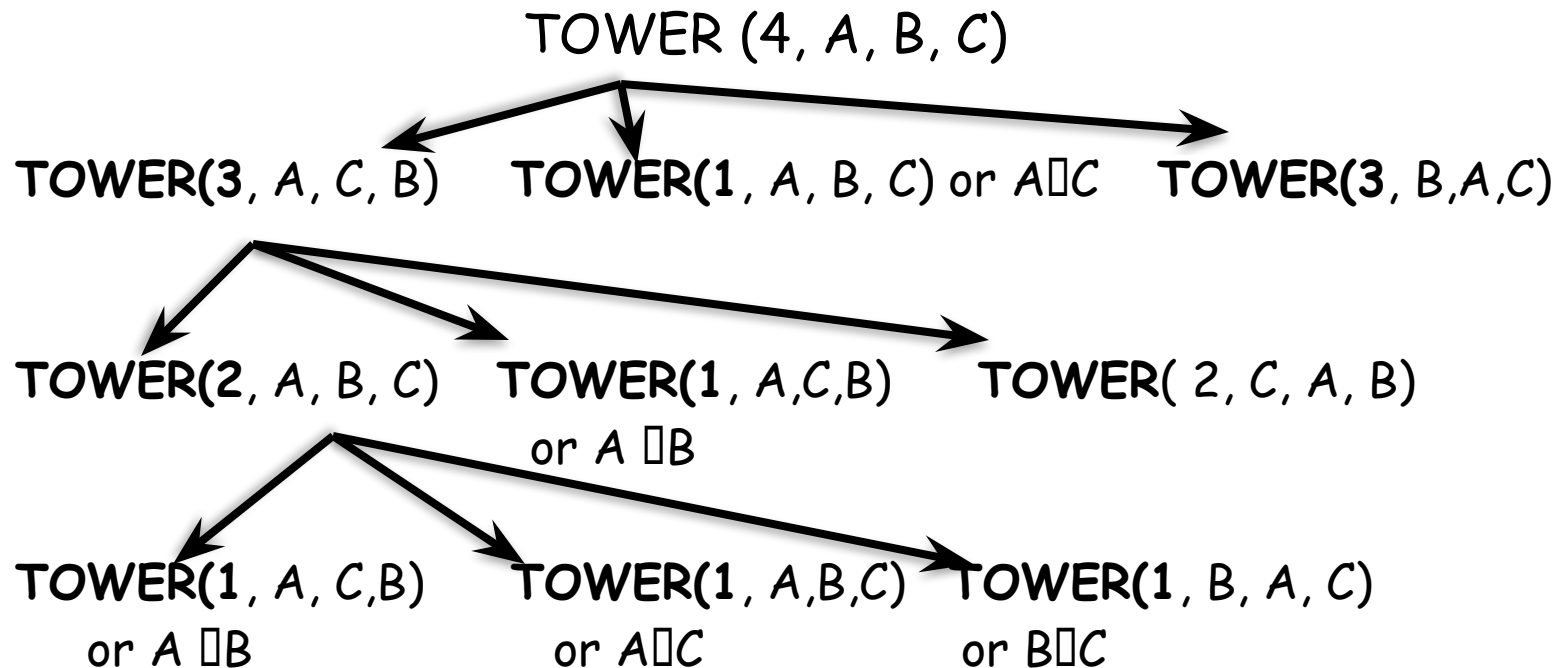 TOWER (4, A, B, C)
TOWER(3, A, C, B) TOWER(1, A, B, C) or A▯C TOWER(3, B,A,C)
TOWER(2, A, B, C) TOWER(1, A,C,B) TOWER( 2, C, A, B)
or A ▯B
TOWER(1, A, C,B) TOWER(1, A,B,C) TOWER(1, B, A, C)
or A ▯B or A▯C or B▯C